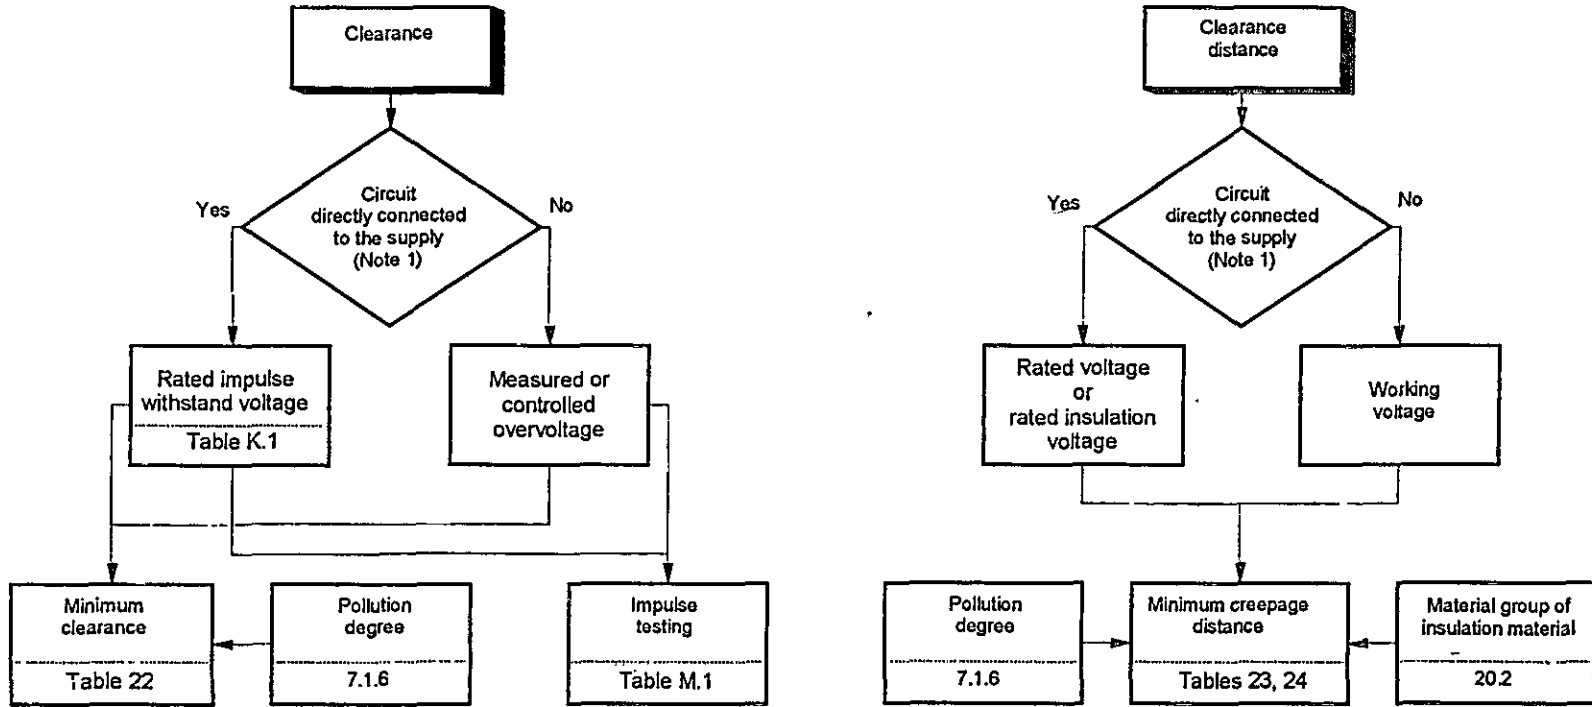 Clearance
Circuit
directly connected
to the supply
(Note 1)
Yes
No
Rated impulse
withstand voltage
Table K.1
Measured or
controlled
overvoltage
Minimum
clearance
Table 22
Pollution
degree
7.1.6
Impulse
testing
Table M.1
Clearance
distance
Circuit
directly connected
to the supply
(Note 1)
Yes
No
Rated voltage
or
rated insulation
voltage
Working
voltage
Pollution
degree
7.1.6
Minimum creepage
distance
Tables 23, 24
Material group of
insulation material
20.2